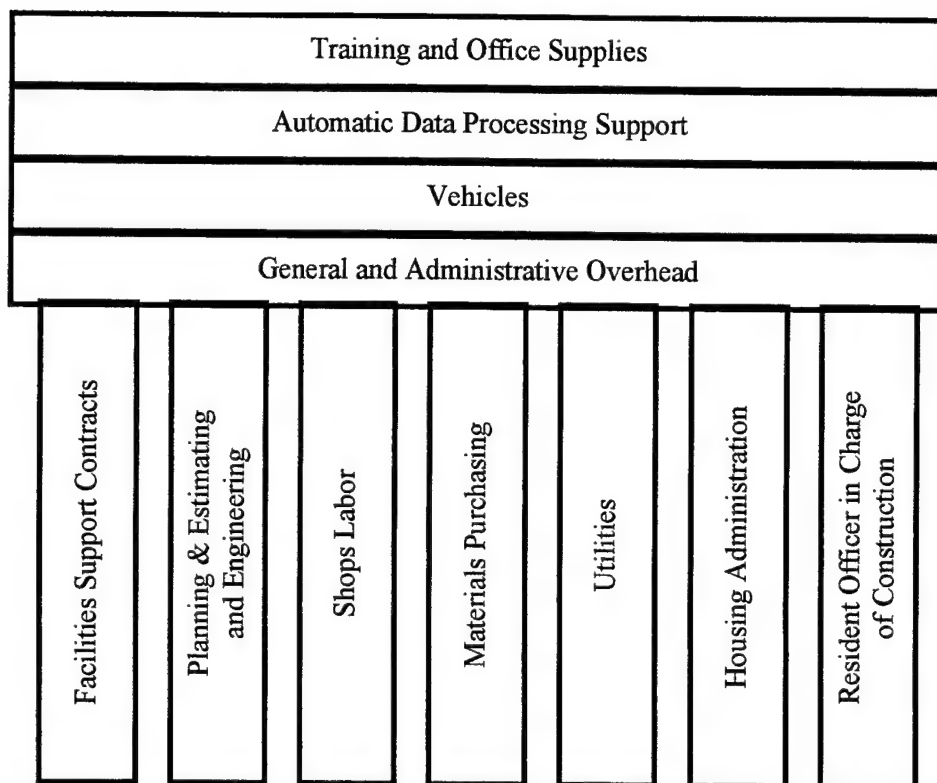 Training and Office Supplies
Automatic Data Processing Support
Vehicles
General and Administrative Overhead
Facilities Support Contracts
Planning & Estimating
and Engineering
Shops Labor
Materials Purchasing
Utilities
Housing Administration
Resident Officer in Charge
of Construction